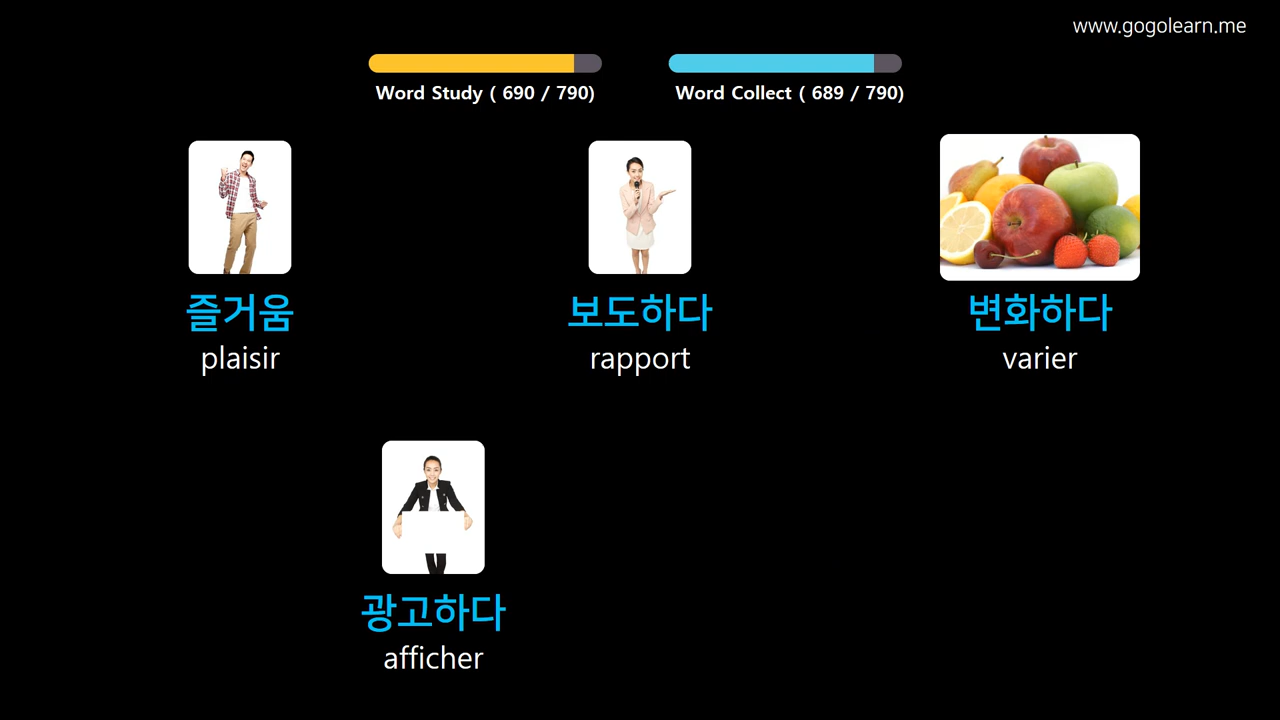 www.gogolearn.me
Word Study ( 690 / 790)
Word Collect ( 689 / 790)
즐거움
plaisir
보도하다
rapport
변화하다
varier
광고하다
afficher